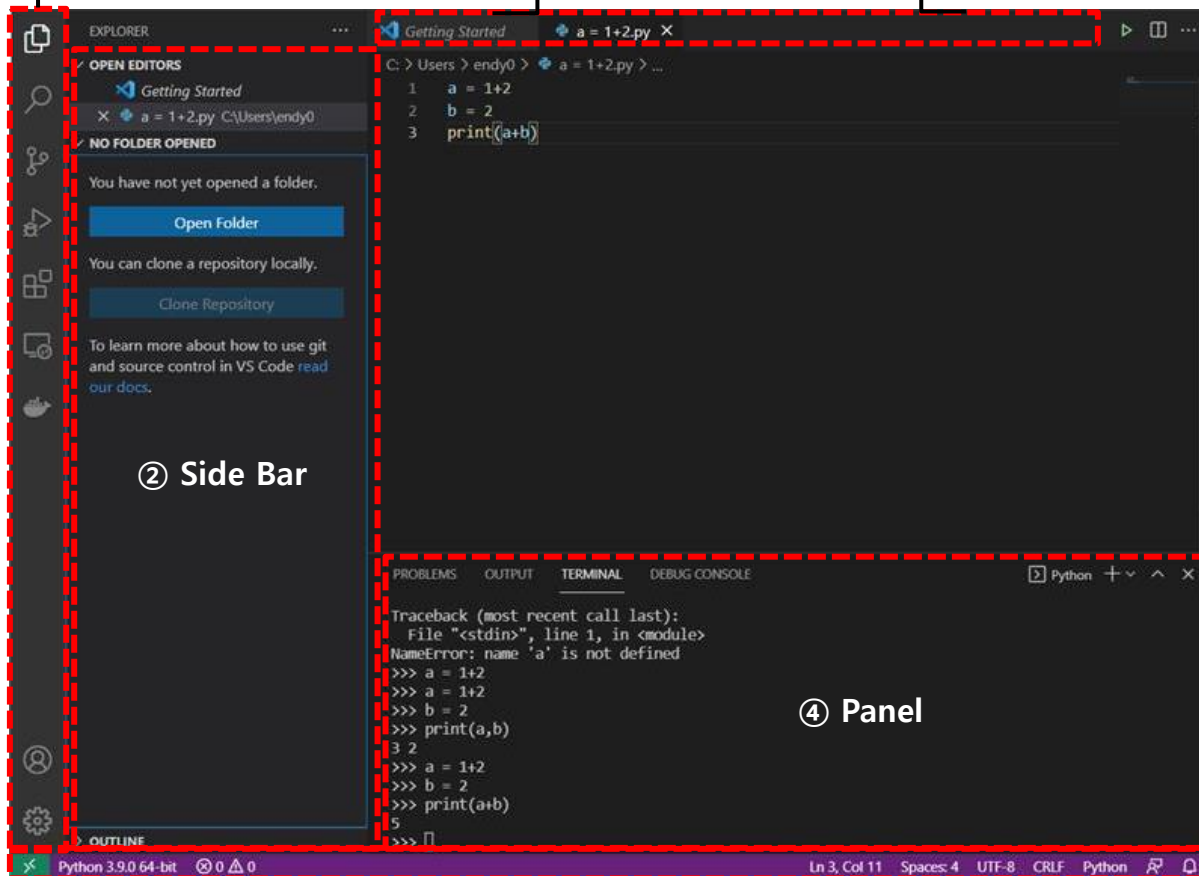 EXPLORER ···
OPEN EDITORS
Getting Started
a = 1+2.py C:\Users\endy0
NO FOLDER OPENED
You have not yet opened a folder.
Open Folder
You can clone a repository locally.
Clone Repository
To learn more about how to use git
and source control in VS Code read
our docs.
② Side Bar
OUTLINE
Getting Started a = 1+2.py
C: > Users > endy0 > a = 1+2.py > ...
1 a = 1+2
2 b = 2
3 print(a+b)
PROBLEMS OUTPUT TERMINAL DEBUG CONSOLE Python
Traceback (most recent call last):
File "<stdin>", line 1, in <module>
NameError: name 'a' is not defined
>>> a = 1+2
>>> a = 1+2
>>> b = 2
>>> print(a,b)
3 2
>>> a = 1+2
>>> b = 2
>>> print(a+b)
5
>>>
④ Panel
Python 3.9.0 64-bit 0 0 Ln 3, Col 11 Spaces: 4 UTF-8 CRLF Python